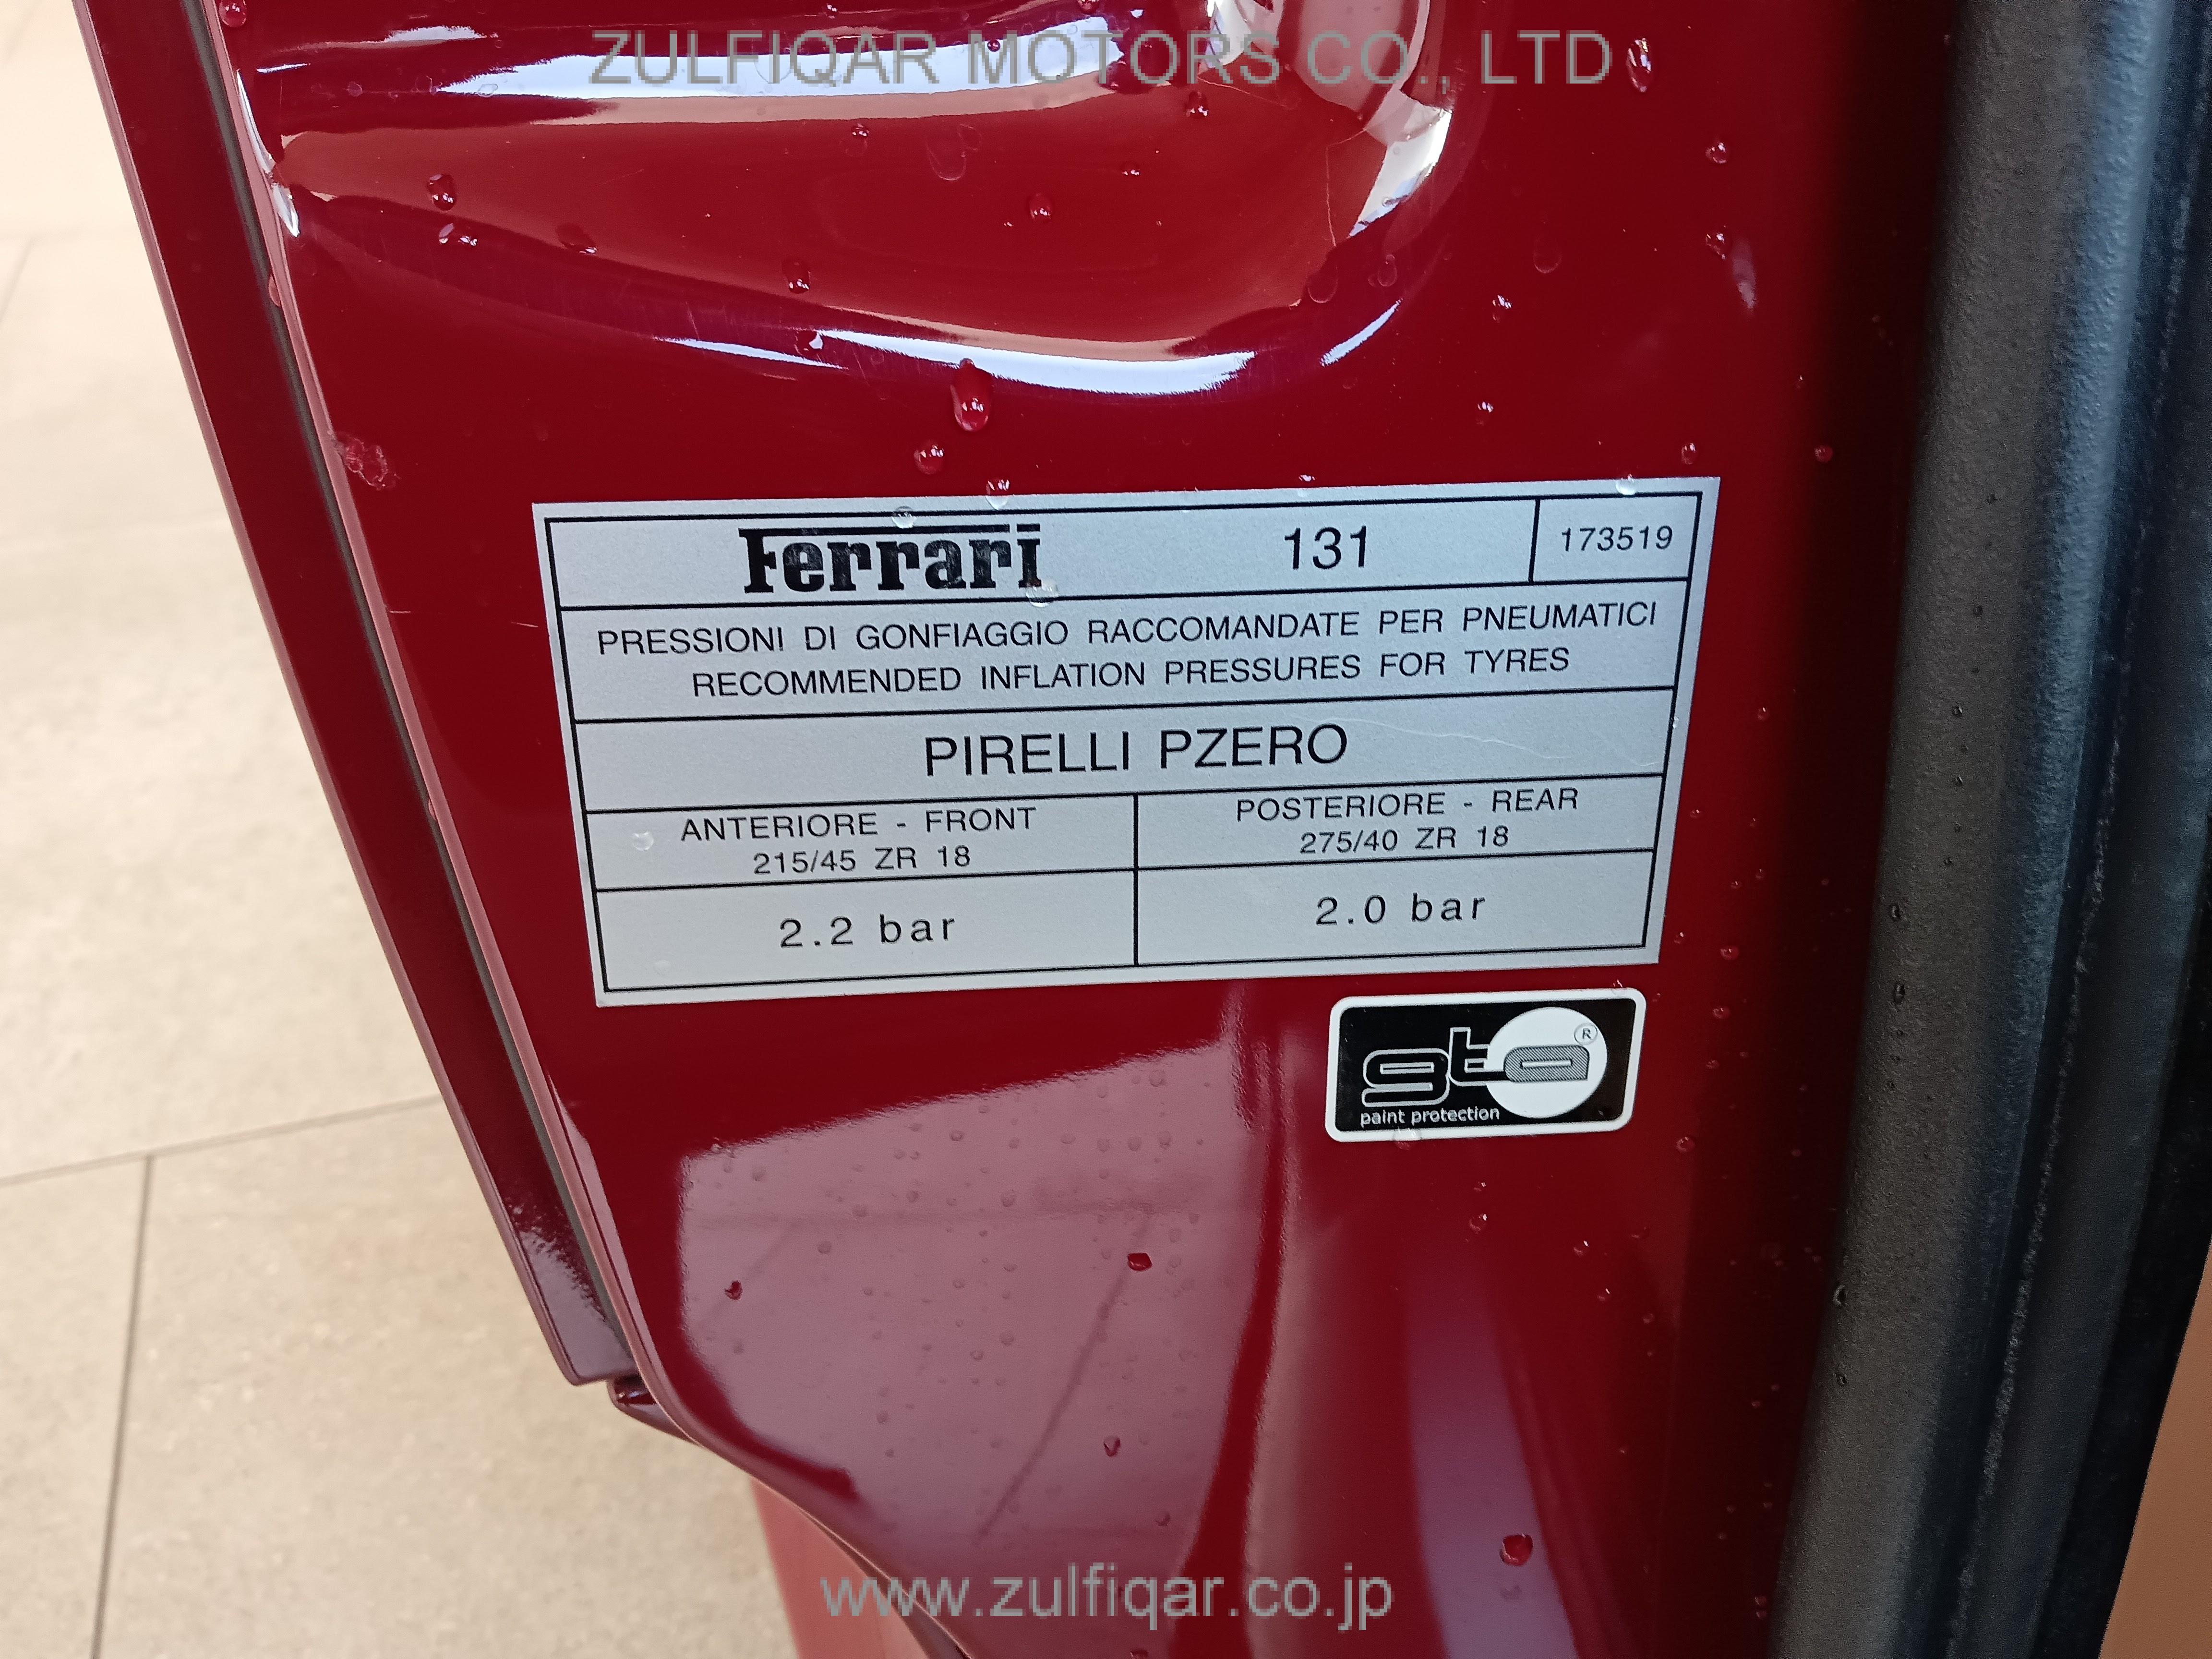 ZULFIQAR MOTORS CO., LTD
Ferrari 131 173519
PRESSIONI DI GONFIAGGIO RACCOMANDATE PER PNEUMATICI
RECOMMENDED INFLATION PRESSURES FOR TYRES
PIRELLI PZERO
ANTERIORE - FRONT
215/45 ZR 18
2.2 bar
POSTERIORE - REAR
275/40 ZR 18
2.0 bar
gta®
paint protection
www.zulfiqar.co.jp